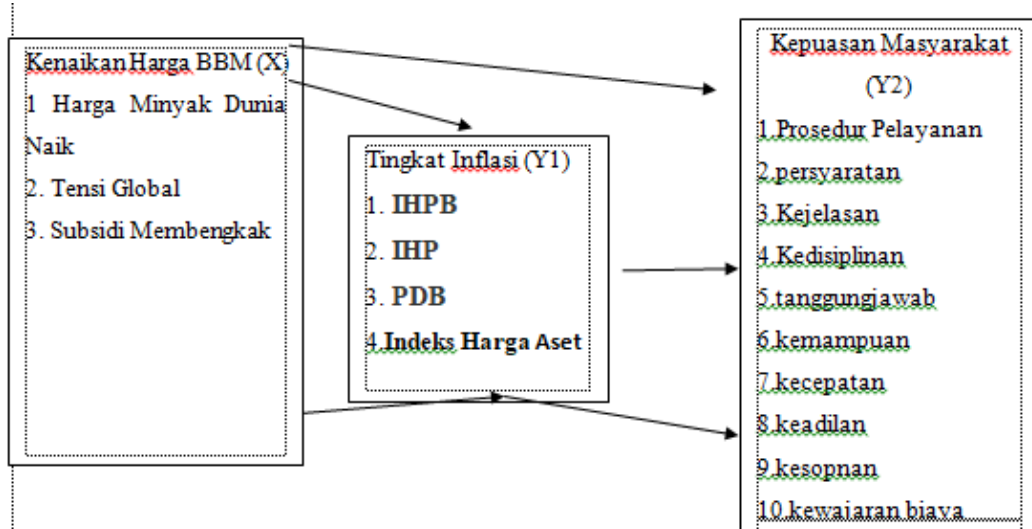 Kenaikan Harga BBM (X)
1 Harga Minyak Dunia
Naik
2. Tensi Global
3. Subsidi Membengkak
Tingkat Inflasi (Y1)
1. IHPB
2. IHP
3. PDB
4.Indeks Harga Aset
Kepuasan Masyarakat
(Y2)
1.Prosedur Pelayanan
2.persyaratan
3.Kejelasan
4.Kedisiplinan
5.tanggungjawab
6.kemampuan
7.kecepatan
8.keadilan
9.kesopnan
10.kewajaran biaya